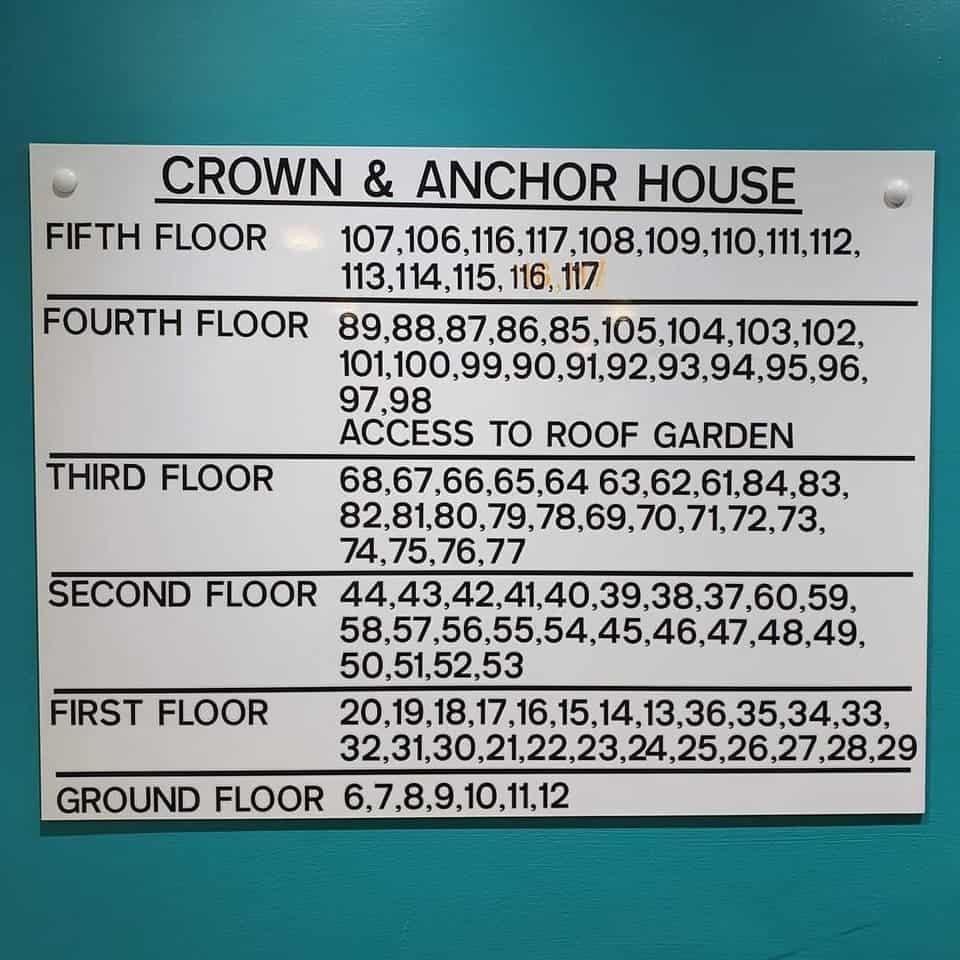 CROWN & ANCHOR HOUSE
FIFTH FLOOR 107,106,116,117,108,109,110,111,112,
113,114,115, 116, 117
FOURTH FLOOR 89,88,87,86,85,105,104,103,102,
101,100,99,90,91,92,93,94,95,96,
97,98
ACCESS TO ROOF GARDEN
THIRD FLOOR 68,67,66,65,64 63,62,61,84,83,
82,81,80,79,78,69,70,71,72,73,
74,75,76,77
SECOND FLOOR 44,43,42,41,40,39,38,37,60,59,
58,57,56,55,54,45,46,47,48,49,
50,51,52,53
FIRST FLOOR 20,19,18,17,16,15,14,13,36,35,34,33,
32,31,30,21,22,23,24,25,26,27,28,29
GROUND FLOOR 6,7,8,9,10,11,12